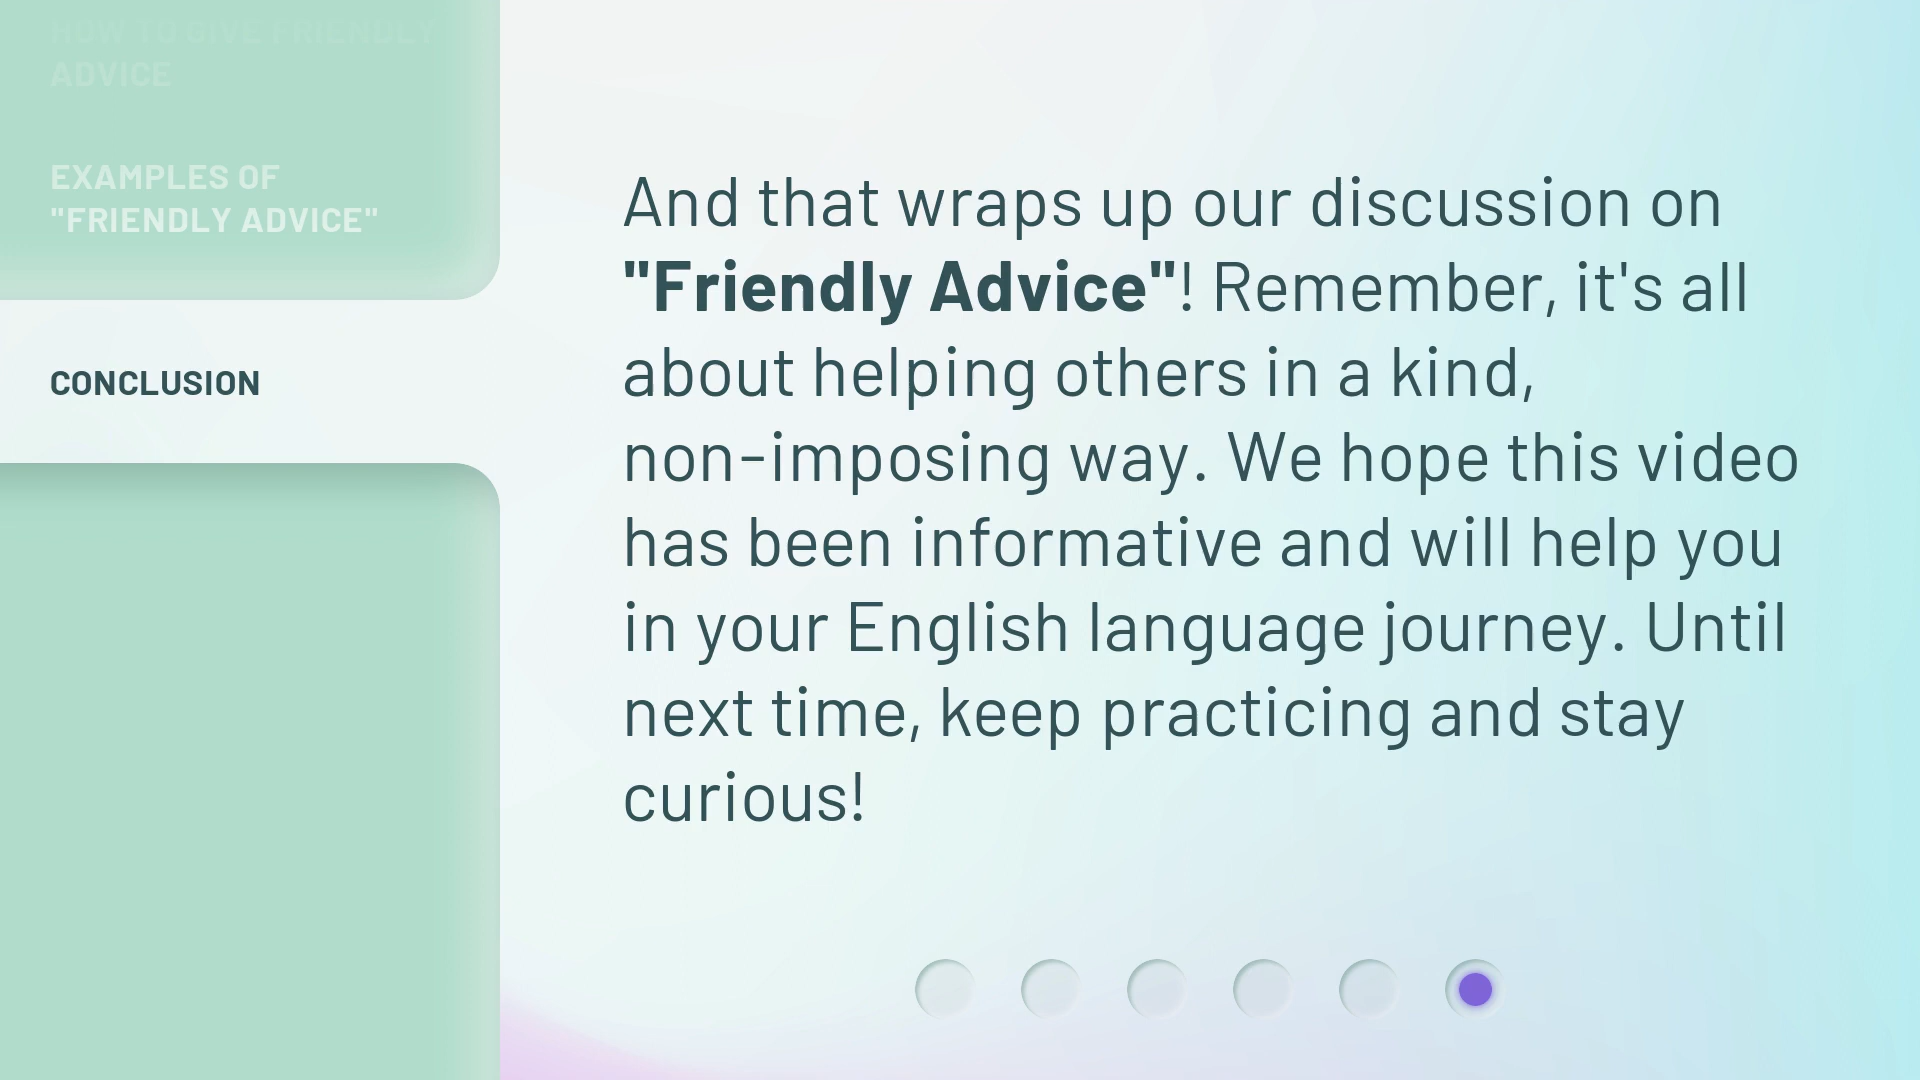 HOW TO GIVE FRIENDLY
ADVICE
EXAMPLES OF
"FRIENDLY ADVICE"
CONCLUSION
And that wraps up our discussion on
"Friendly Advice"! Remember, it's all
about helping others in a kind,
non-imposing way. We hope this video
has been informative and will help you
in your English language journey. Until
next time, keep practicing and stay
curious!